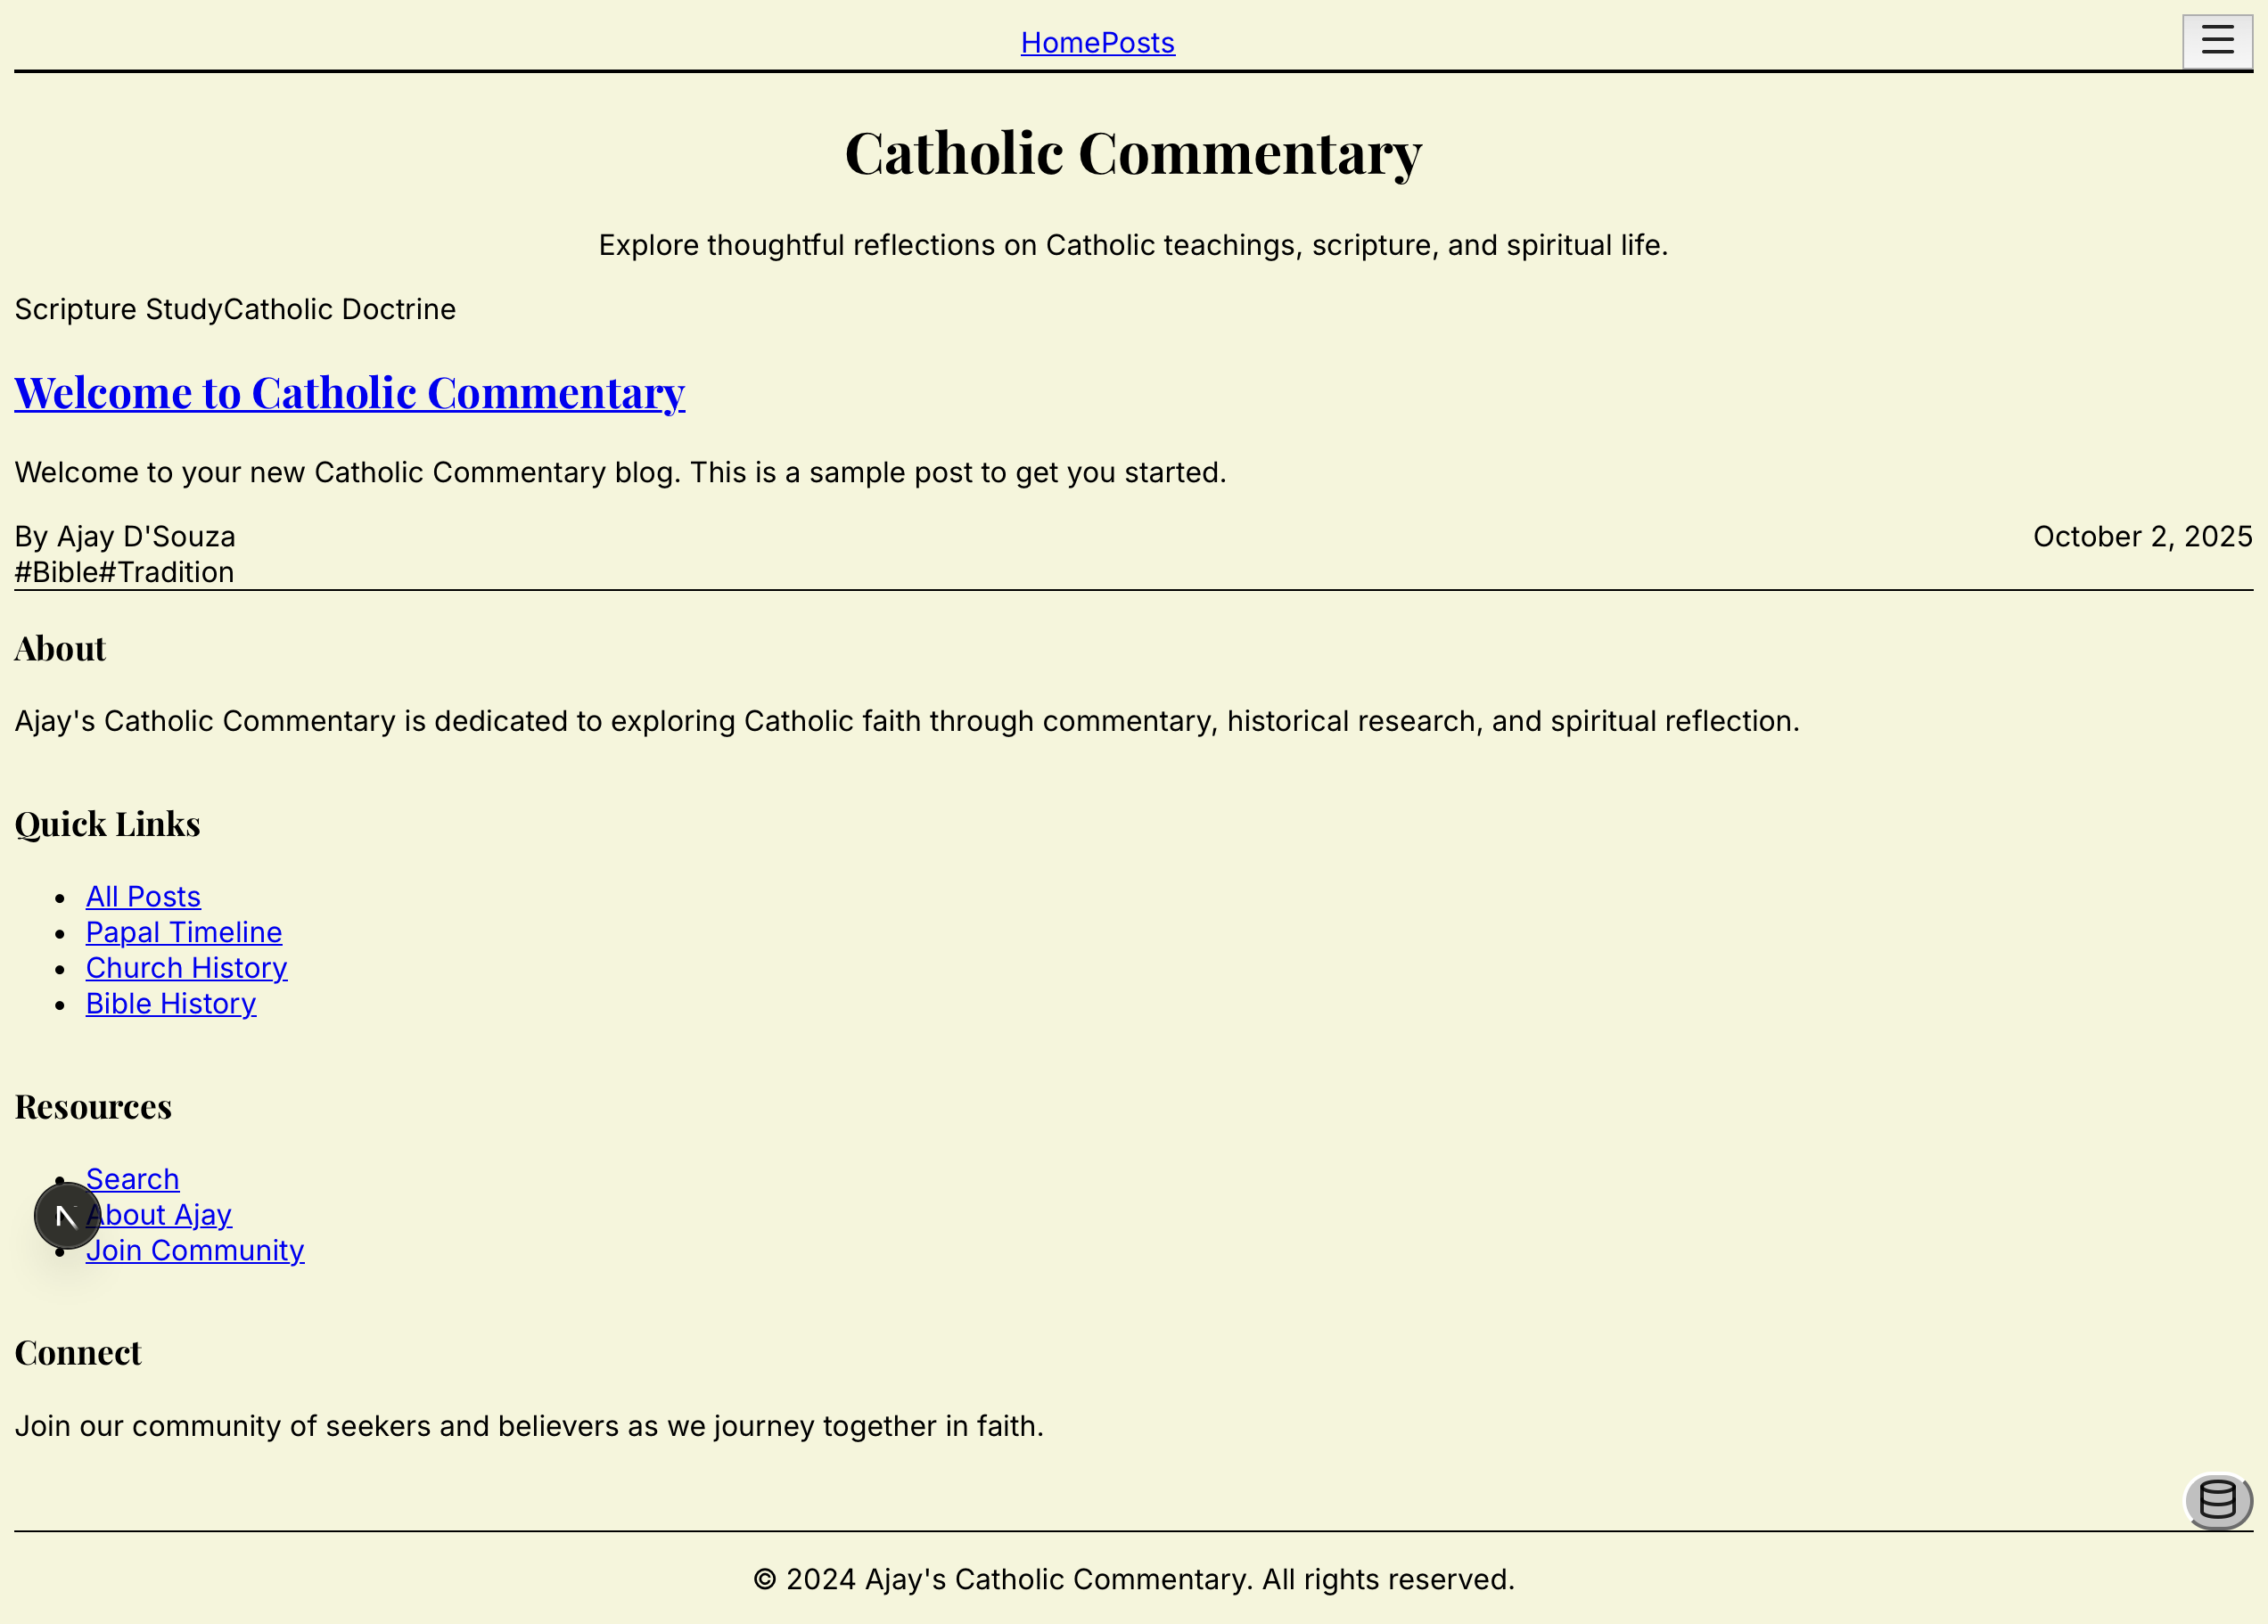 HomePosts
Catholic Commentary
Explore thoughtful reflections on Catholic teachings, scripture, and spiritual life.
Scripture StudyCatholic Doctrine
Welcome to Catholic Commentary
Welcome to your new Catholic Commentary blog. This is a sample post to get you started.
By Ajay D'Souza October 2, 2025
#Bible#Tradition
About
Ajay's Catholic Commentary is dedicated to exploring Catholic faith through commentary, historical research, and spiritual reflection.
Quick Links
All Posts
Papal Timeline
Church History
Bible History
Resources
Search
About Ajay
Join Community
N
Connect
Join our community of seekers and believers as we journey together in faith.
© 2024 Ajay's Catholic Commentary. All rights reserved.